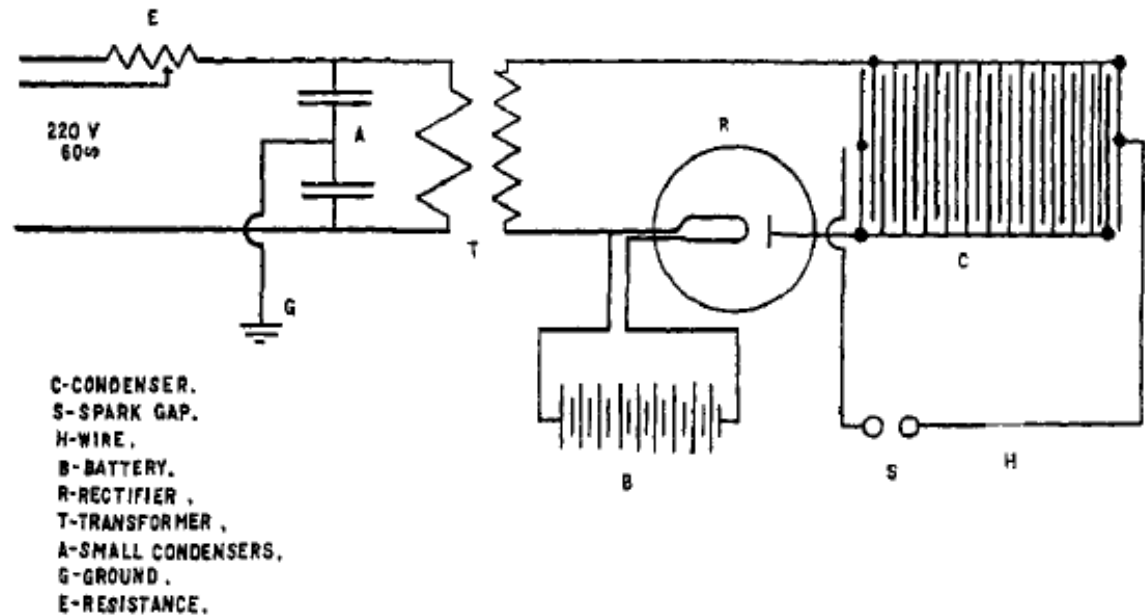 E
220 V
60∿
A
T
G
R
C
B
S
H
C-CONDENSER.
S-SPARK GAP.
H-WIRE.
B-BATTERY.
R-RECTIFIER.
T-TRANSFORMER.
A-SMALL CONDENSERS.
G-GROUND.
E-RESISTANCE.